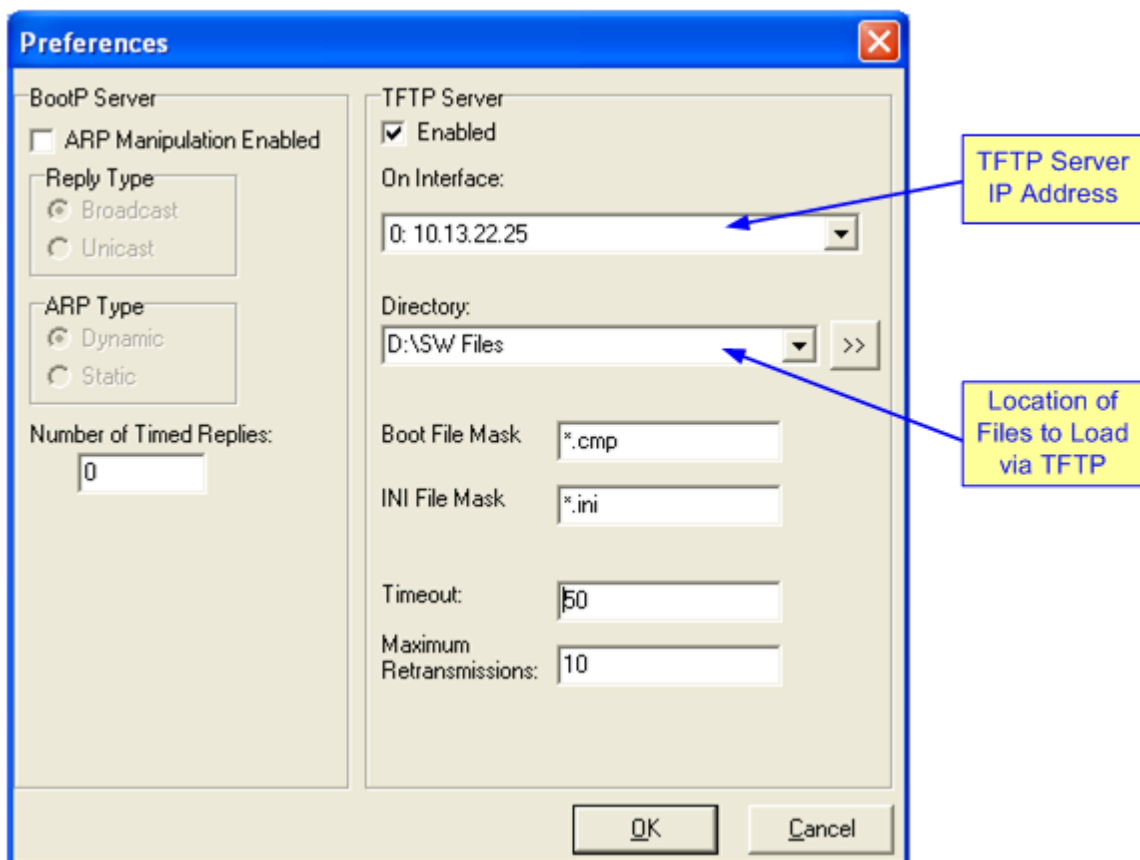 Preferences
BootP Server
ARP Manipulation Enabled
Reply Type
Broadcast
Unicast
ARP Type
Dynamic
Static
Number of Timed Replies:
0
TFTP Server
Enabled
On Interface:
0: 10.13.22.25
Directory:
D:\SW Files
>>
Boot File Mask
*.cmp
INI File Mask
*.ini
Timeout:
50
Maximum
Retransmissions:
10
OK
Cancel
TFTP Server
IP Address
Location of
Files to Load
via TFTP